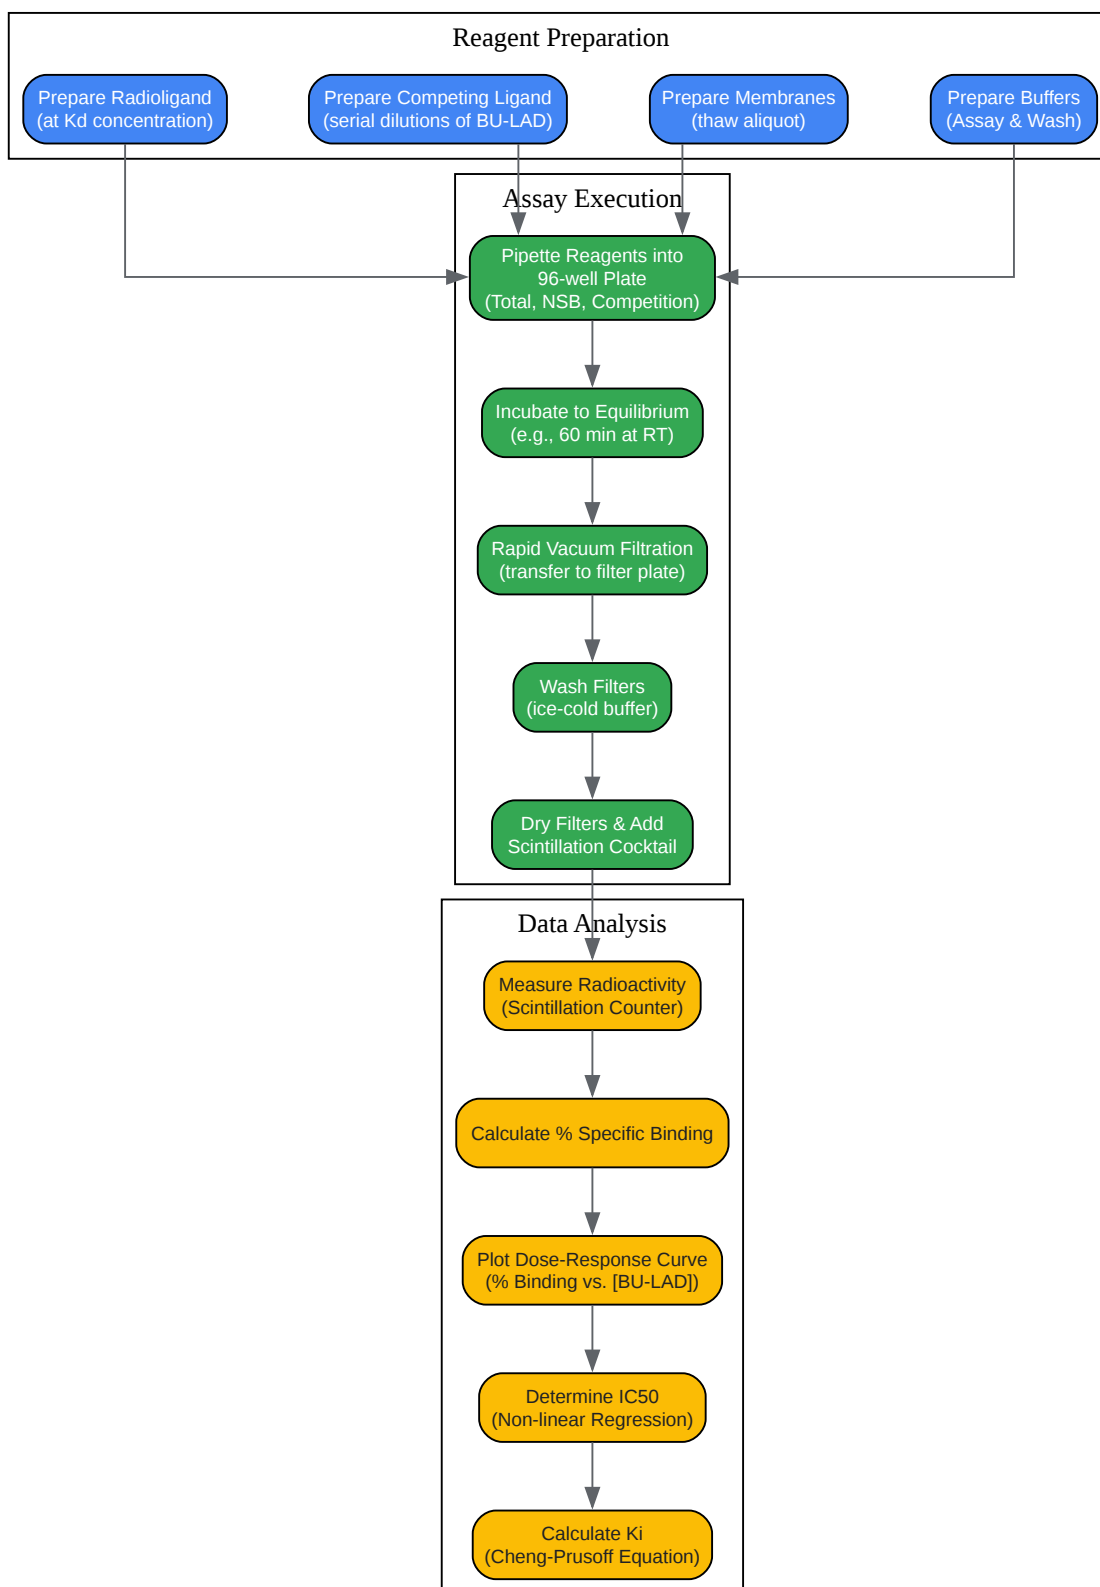 Reagent Preparation
Prepare Radioligand
(at Kd concentration)
Prepare Competing Ligand
(serial dilutions of BU-LAD)
Prepare Membranes
(thaw aliquot)
Prepare Buffers
(Assay & Wash)
Assay Execution
Pipette Reagents into
96-well Plate
(Total, NSB, Competition)
Incubate to Equilibrium
(e.g., 60 min at RT)
Rapid Vacuum Filtration
(transfer to filter plate)
Wash Filters
(ice-cold buffer)
Dry Filters & Add
Scintillation Cocktail
Data Analysis
Measure Radioactivity
(Scintillation Counter)
Calculate % Specific Binding
Plot Dose-Response Curve
(% Binding vs. [BU-LAD])
Determine IC50
(Non-linear Regression)
Calculate Ki
(Cheng-Prusoff Equation)